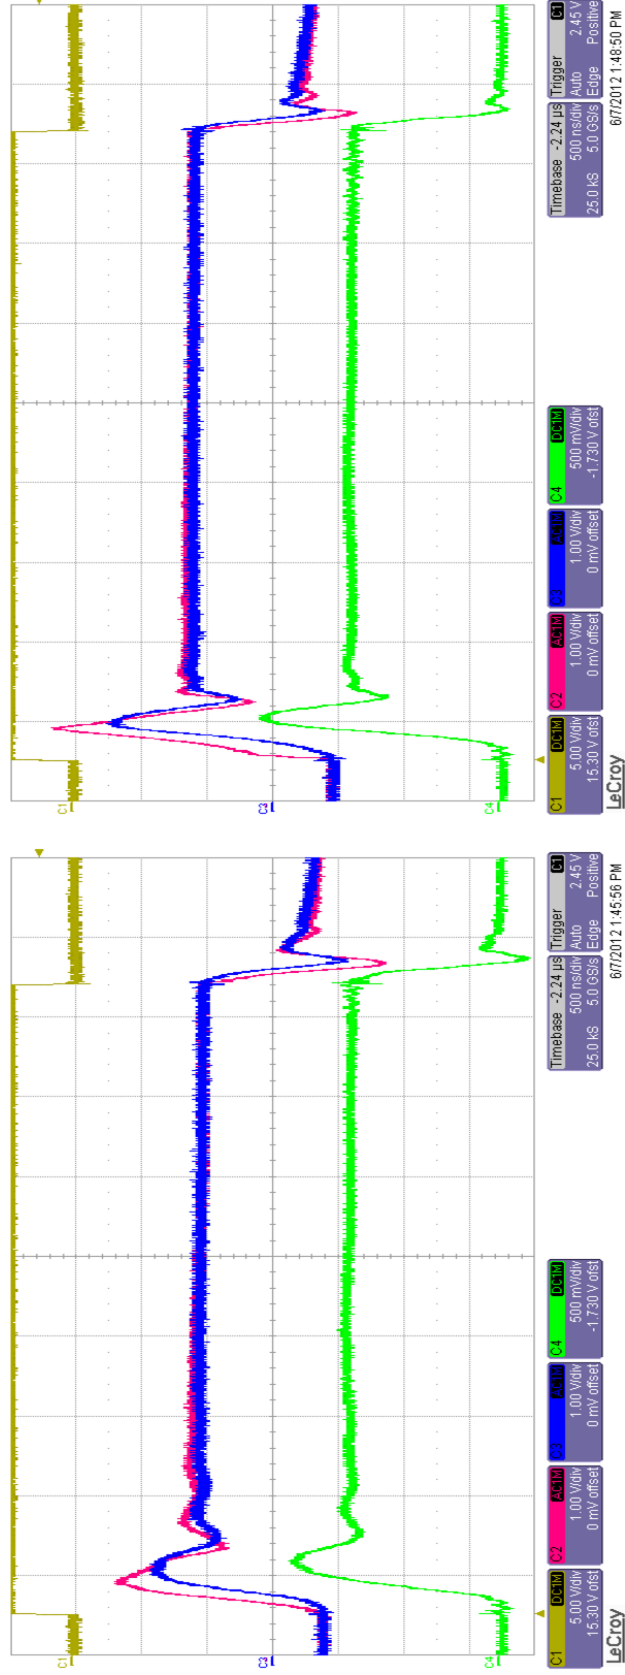 C1
C3
C4
C1 DC1M
5.00 V/div
15.30 V ofst
C2 AC1M
1.00 V/div
0 mV offset
C3 AC1M
1.00 V/div
0 mV offset
C4 DC1M
500 mV/div
-1.730 V ofst
Timebase -2.24 µs
500 ns/div
25.0 kS 5.0 GS/s
Trigger C1
Auto 2.45 V
Edge Positive
LeCroy
6/7/2012 1:45:56 PM
C1
C3
C4
C1 DC1M
5.00 V/div
15.30 V ofst
C2 AC1M
1.00 V/div
0 mV offset
C3 AC1M
1.00 V/div
0 mV offset
C4 DC1M
500 mV/div
-1.730 V ofst
Timebase -2.24 µs
500 ns/div
25.0 kS 5.0 GS/s
Trigger C1
Auto 2.45 V
Edge Positive
LeCroy
6/7/2012 1:48:50 PM